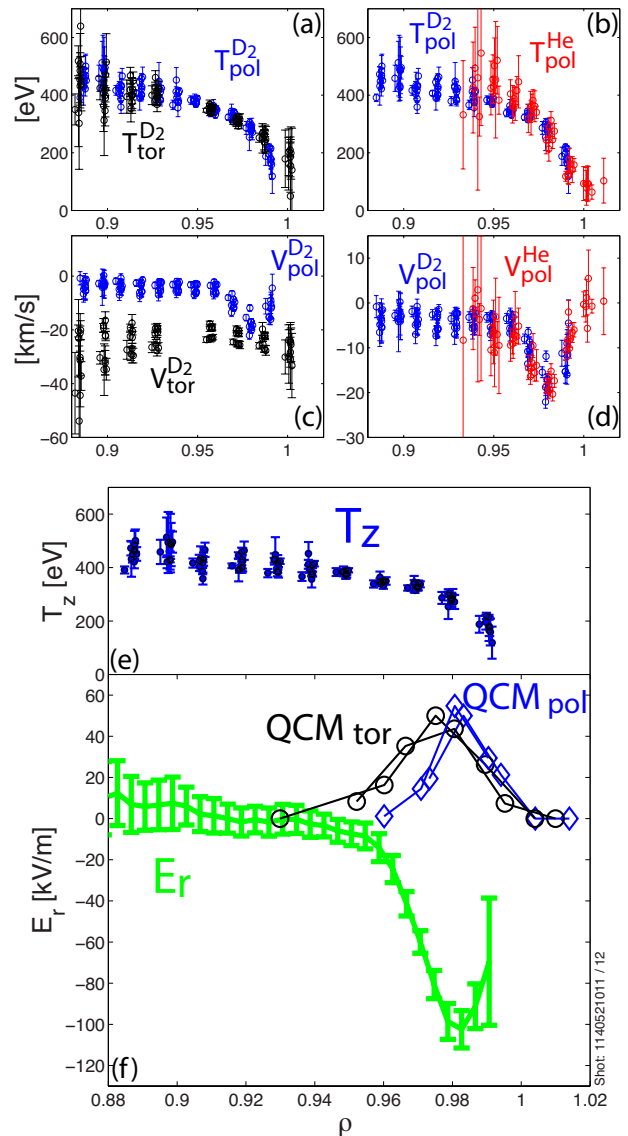 (a)
T_pol^D2
T_tor^D2
[eV]
600
400
200
0
0.9
0.95
1
(b)
T_pol^D2
T_pol^He
600
400
200
0
0.9
0.95
1
(c)
V_pol^D2
V_tor^D2
[km/s]
0
−20
−40
−60
0.9
0.95
1
(d)
V_pol^D2
V_pol^He
10
0
−10
−20
−30
0.9
0.95
1
(e)
T_z
T_z [eV]
600
400
200
0
(f)
QCM tor
QCM pol
E_r
E_r [kV/m]
60
40
20
0
−20
−40
−60
−80
−100
−120
0.88
0.9
0.92
0.94
0.96
0.98
1
1.02
ρ
Shot: 1140521011 / 12